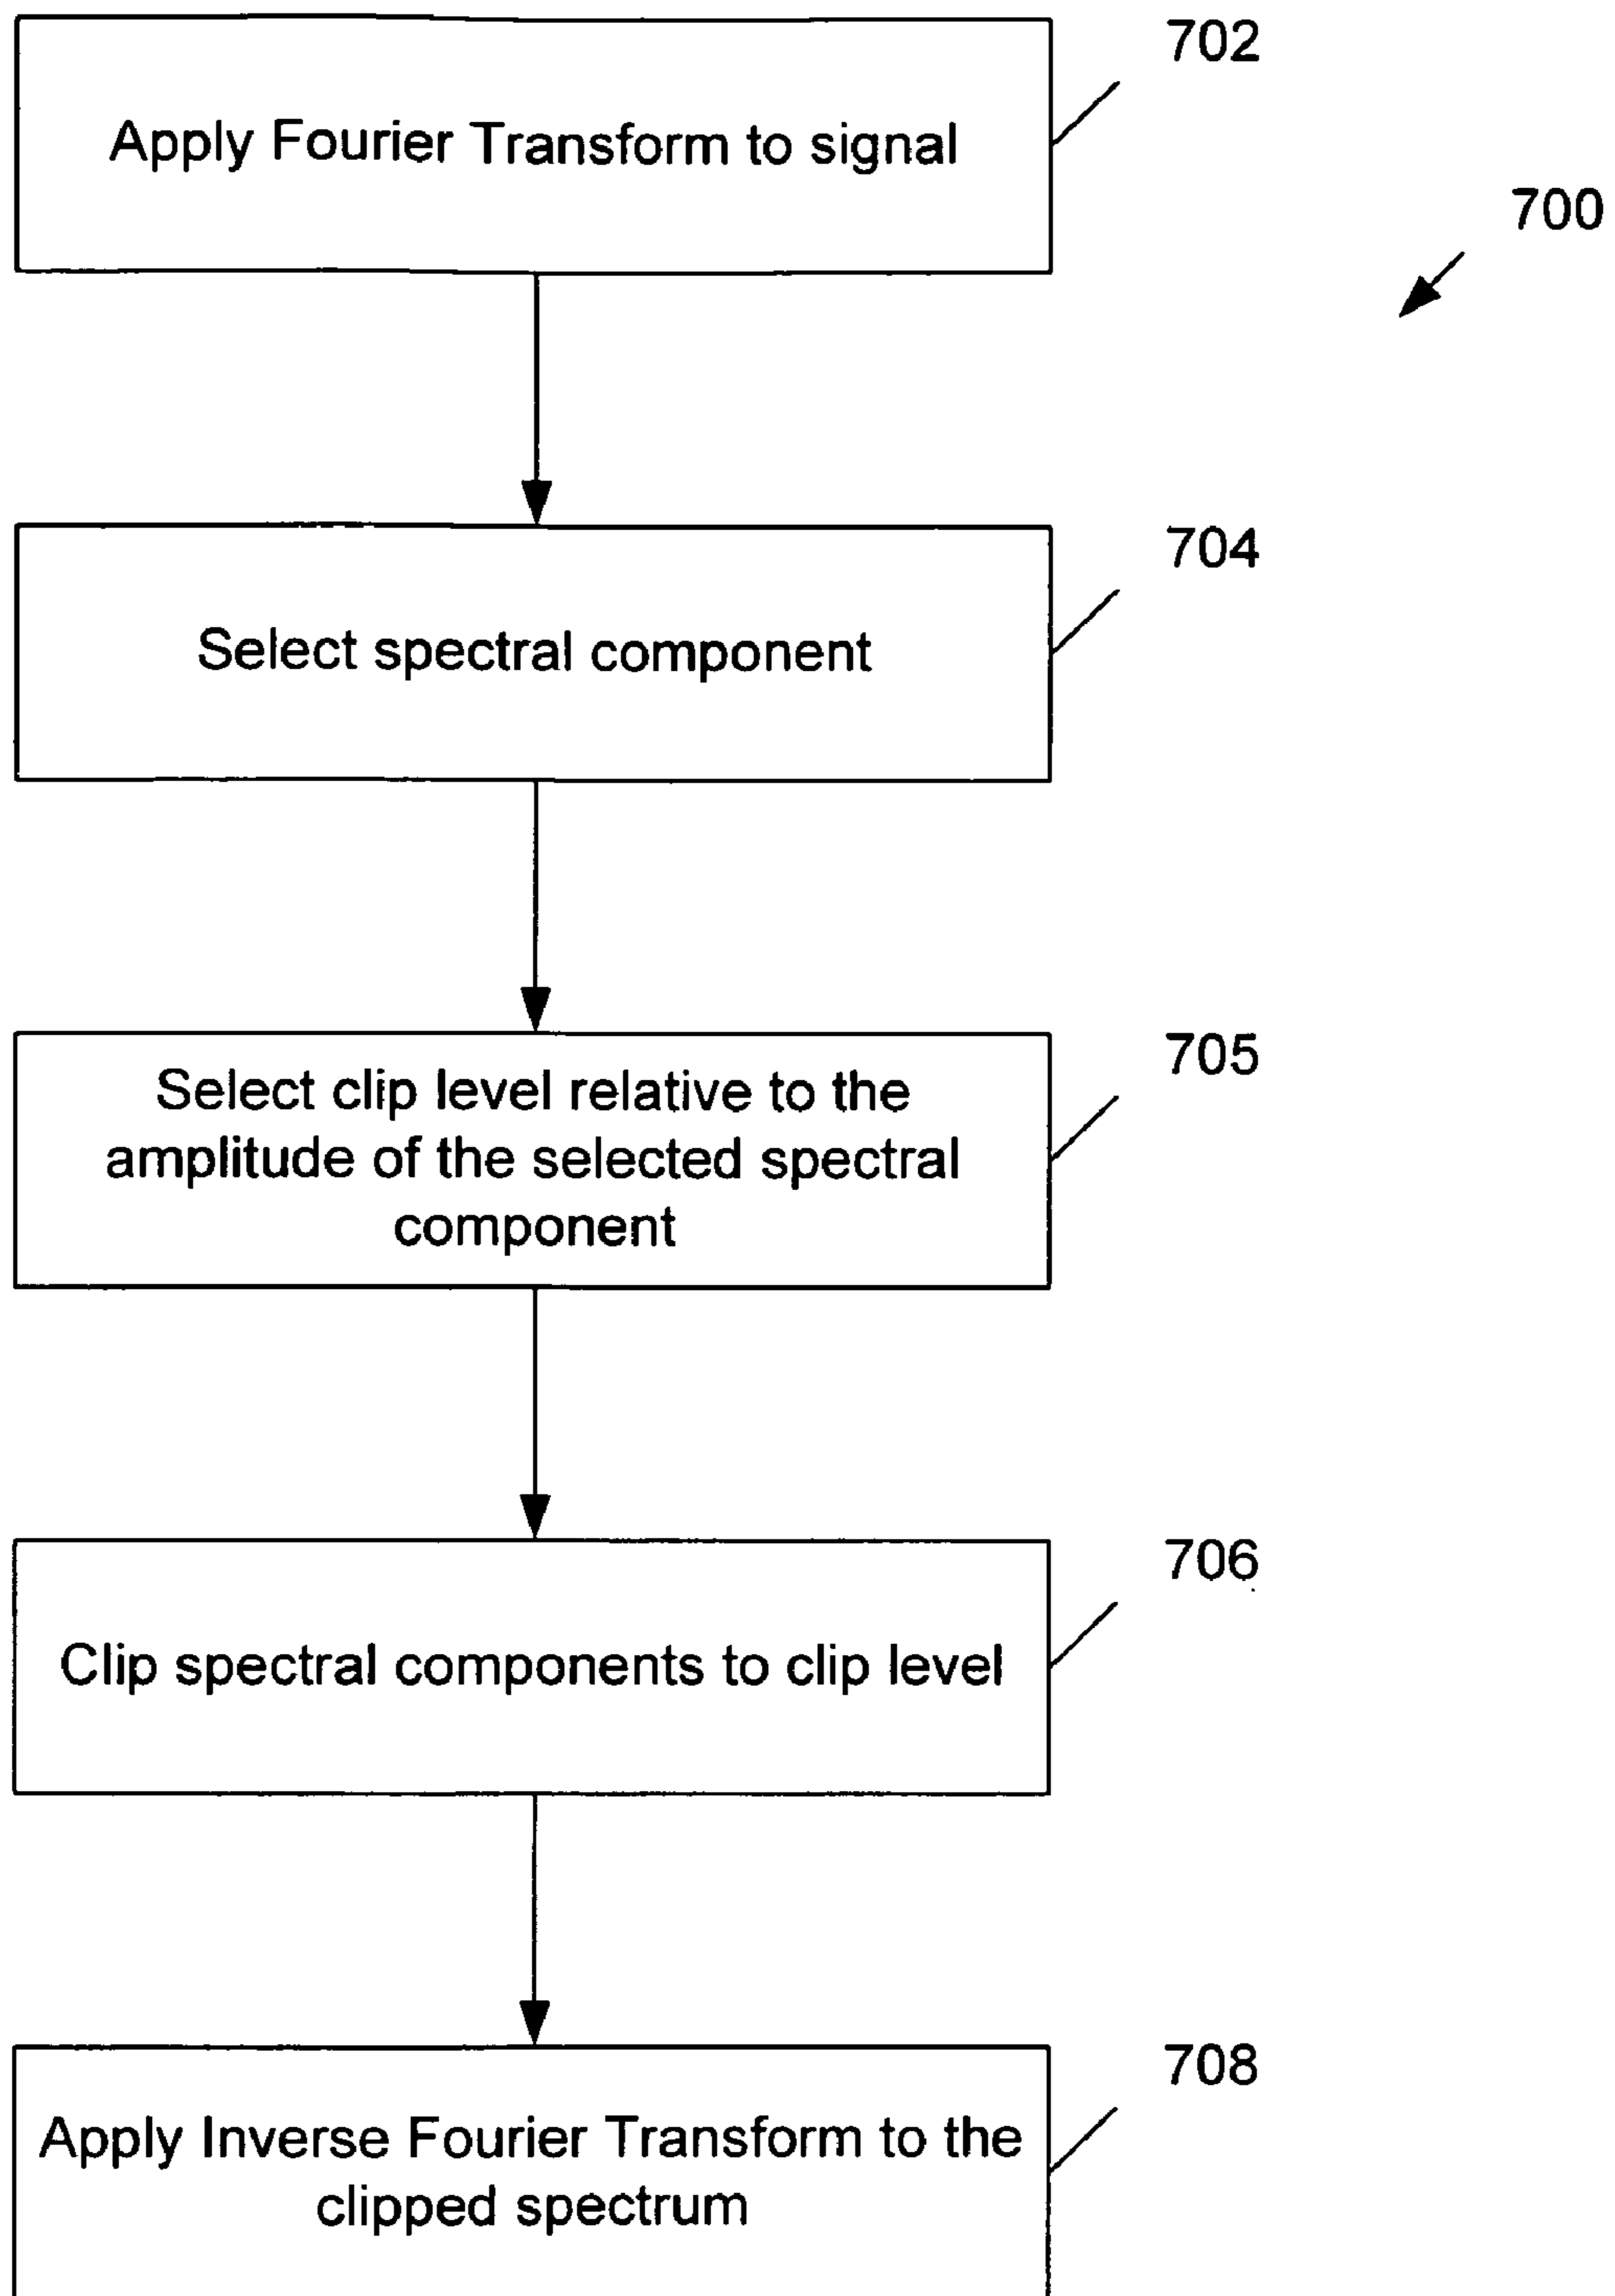 702
Apply Fourier Transform to signal
700
704
Select spectral component
705
Select clip level relative to the
amplitude of the selected spectral
component
706
Clip spectral components to clip level
708
Apply Inverse Fourier Transform to the
clipped spectrum